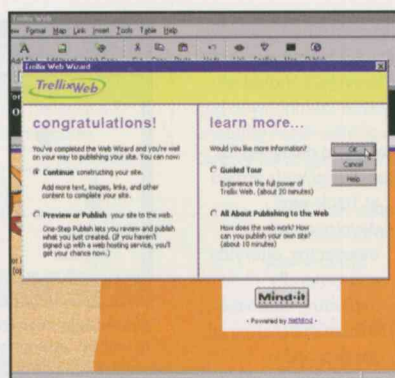 Trellix Web
Format Map Link Insert Tools Table Help
Trellix Web Wizard
TrellixWeb
congratulations!
You've completed the Web Wizard and you're well
on your way to publishing your site. You can now:
Continue constructing your site.
Add more text, images, links, and other
content to complete your site.
Preview or Publish your site to the web.
One-Step Publish lets you review and publish
what you just created. (If you haven't
signed up with a web hosting service, you'll
get your chance now.)
learn more...
Would you like more information?
Guided Tour
Experience the full power of
Trellix Web. (about 20 minutes)
All About Publishing to the Web
How does the web work? How
can you publish your own site?
(about 10 minutes)
OK
Cancel
Help
Mind-it
· Powered by NetMind ·